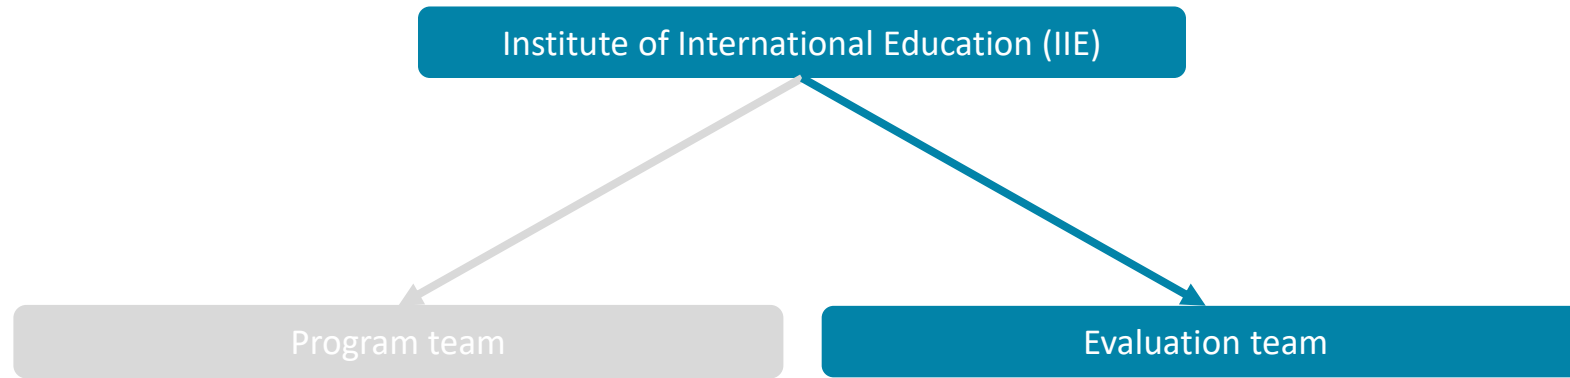 Institute of International Education (IIE)
Program team
Evaluation team